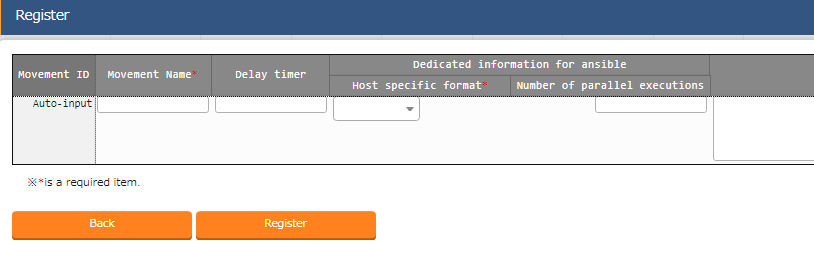 Register
Movement ID Movement Name* Delay timer Dedicated information for ansible
Host specific format* Number of parallel executions
Auto-input
※*is a required item.
Back Register